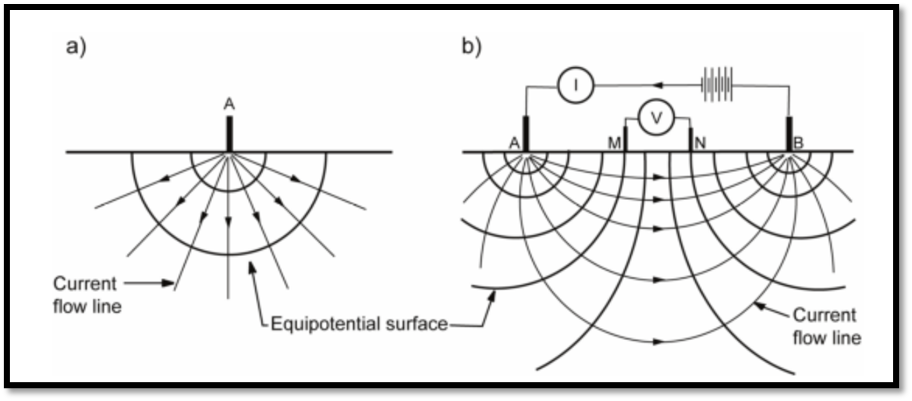 a)
b)
A
I
V
A
M
N
B
Current
flow line
Equipotential surface
Current
flow line